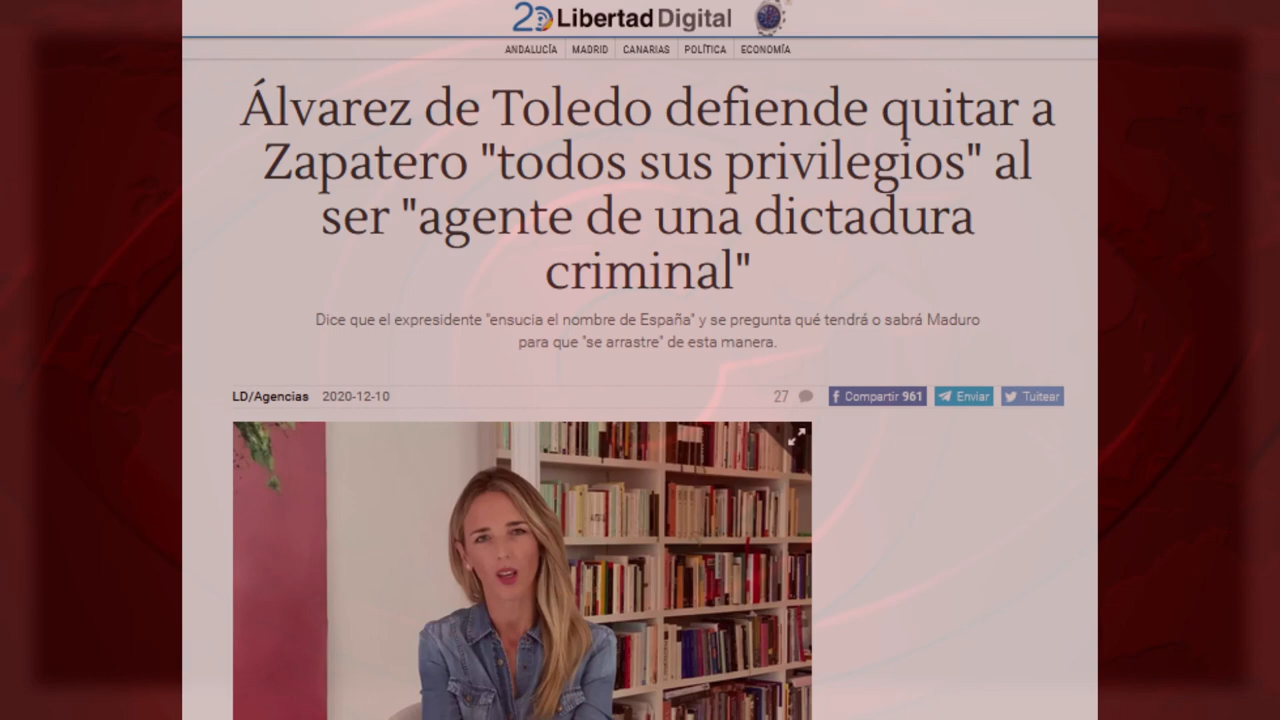 20 Libertad Digital
ANDALUCÍA MADRID CANARIAS POLÍTICA ECONOMÍA
Álvarez de Toledo defiende quitar a
Zapatero "todos sus privilegios" al
ser "agente de una dictadura
criminal"
Dice que el expresidente "ensucia el nombre de España" y se pregunta qué tendrá o sabrá Maduro
para que "se arrastre" de esta manera.
LD/Agencias 2020-12-10 27 Compartir 961 Enviar Tuitear